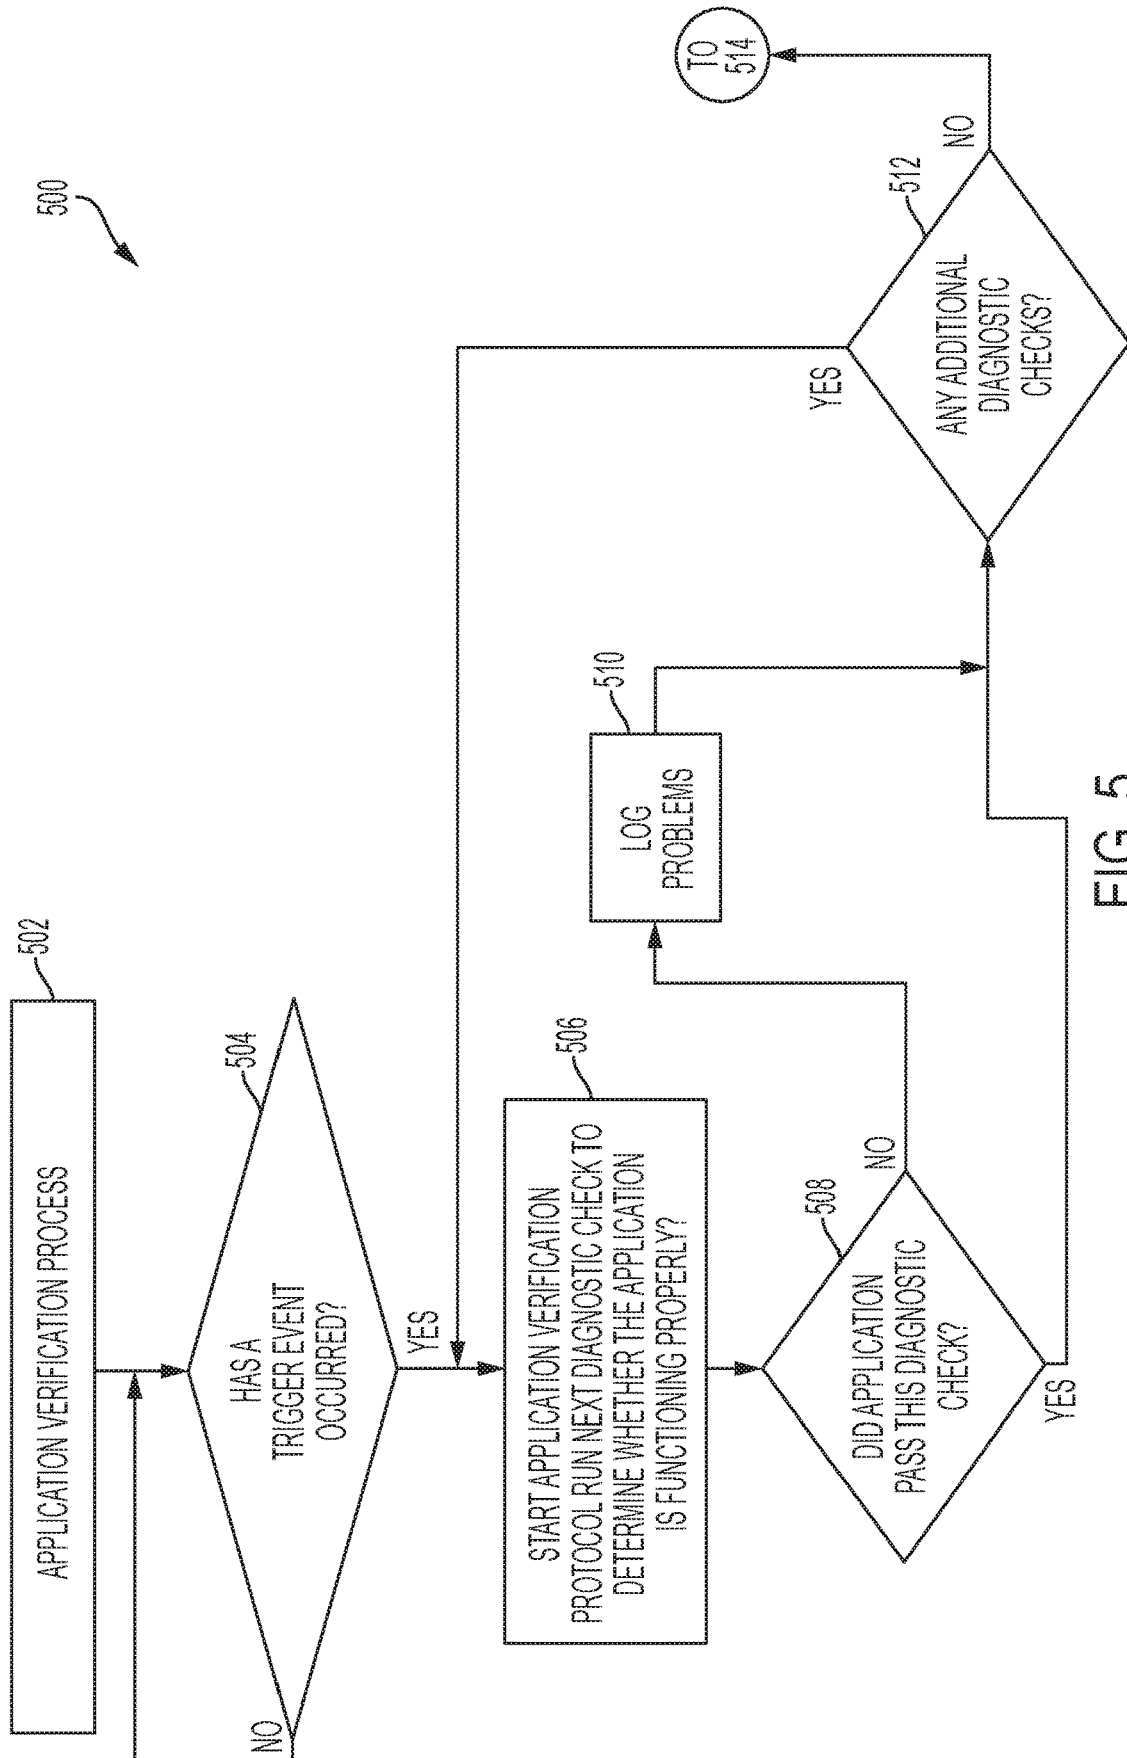 500
APPLICATION VERIFICATION PROCESS
502
HAS A
TRIGGER EVENT
OCCURRED?
504
NO
YES
START APPLICATION VERIFICATION
PROTOCOL RUN NEXT DIAGNOSTIC CHECK TO
DETERMINE WHETHER THE APPLICATION
IS FUNCTIONING PROPERLY?
506
DID APPLICATION
PASS THIS DIAGNOSTIC
CHECK?
508
NO
YES
LOG
PROBLEMS
510
ANY ADDITIONAL
DIAGNOSTIC
CHECKS?
512
YES
NO
TO
514
FIG. 5